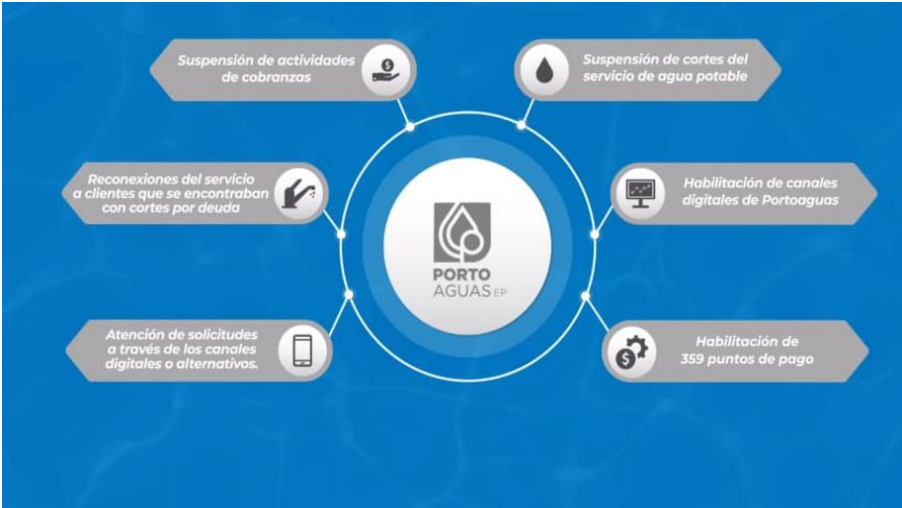 Suspensión de actividades
de cobranzas
Suspensión de cortes del
servicio de agua potable
Reconexiones del servicio
a clientes que se encontraban
con cortes por deuda
Habilitación de canales
digitales de Portoaguas
PORTO
AGUAS EP
Atención de solicitudes
a través de los canales
digitales o alternativos.
Habilitación de
359 puntos de pago